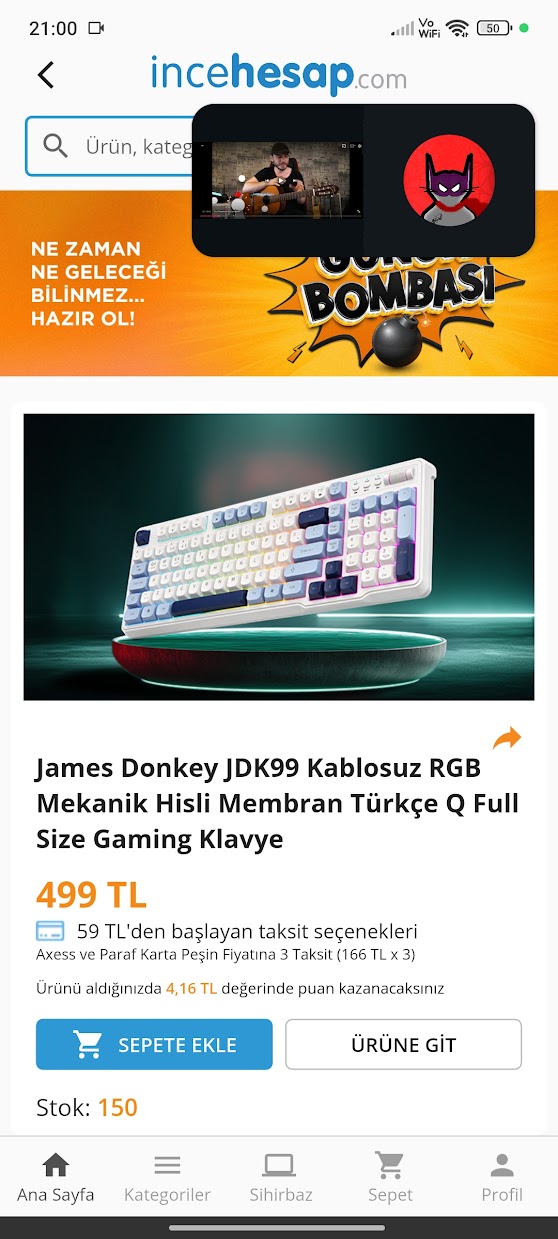 21:00
Vo
WiFi
50
incehesap.com
Ürün, kateg
NE ZAMAN
NE GELECEĞİ
BİLİNMEZ...
HAZIR OL!
BOMBASI
James Donkey JDK99 Kablosuz RGB
Mekanik Hisli Membran Türkçe Q Full
Size Gaming Klavye
499 TL
59 TL'den başlayan taksit seçenekleri
Axess ve Paraf Karta Peşin Fiyatına 3 Taksit (166 TL x 3)
Ürünü aldığınızda 4,16 TL değerinde puan kazanacaksınız
SEPETE EKLE
ÜRÜNE GİT
Stok: 150
Ana Sayfa
Kategoriler
Sihirbaz
Sepet
Profil